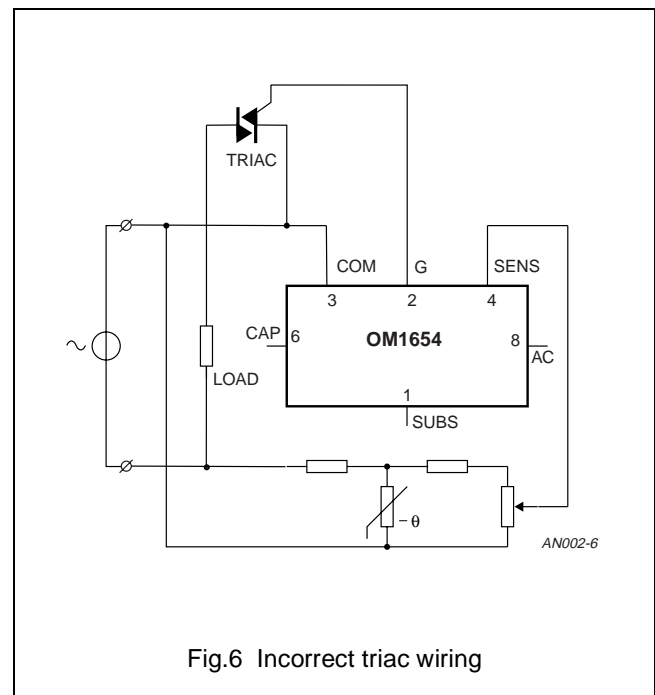 TRIAC
COM
G
SENS
3
2
4
CAP
6
OM1654
8
AC
LOAD
1
SUBS
~
−θ
AN002-6
Fig.6 Incorrect triac wiring